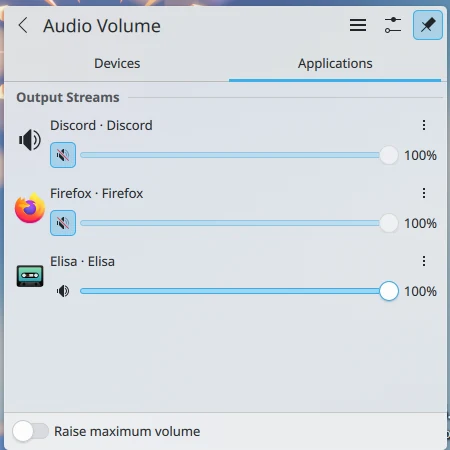 Audio Volume
Devices
Applications
Output Streams
Discord · Discord
100%
Firefox · Firefox
100%
Elisa · Elisa
100%
Raise maximum volume